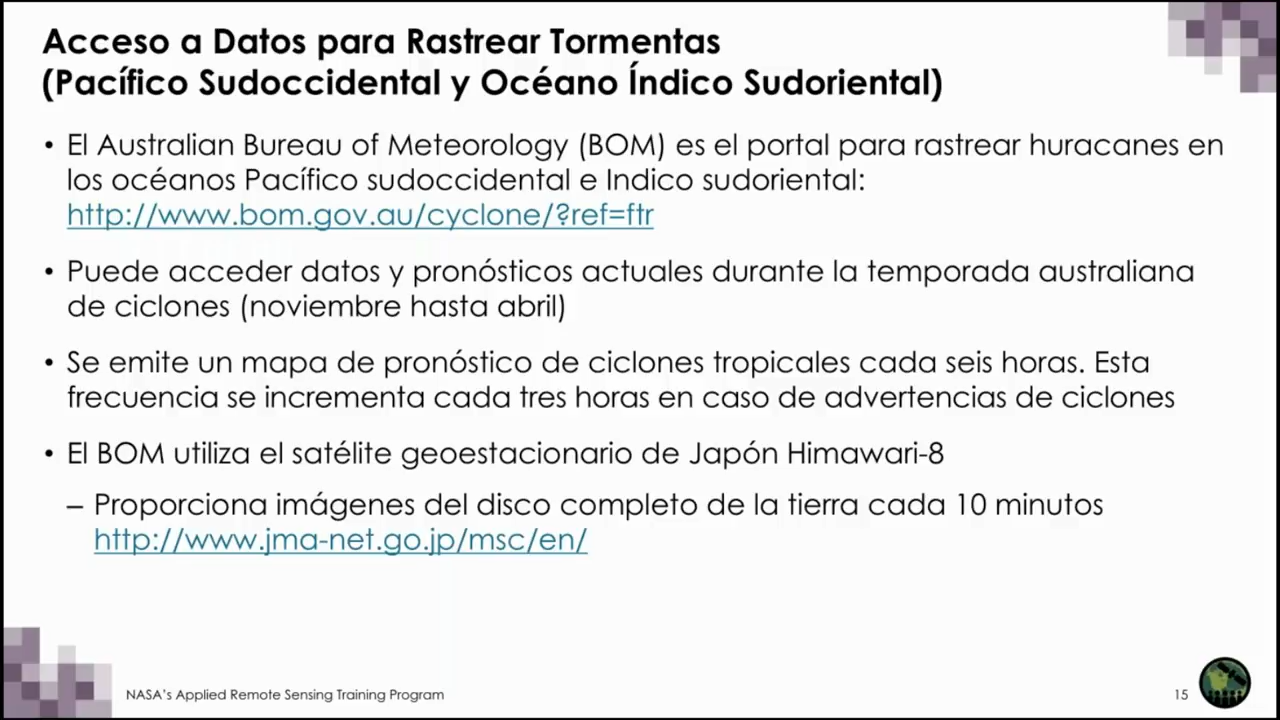 Acceso a Datos para Rastrear Tormentas
(Pacífico Sudoccidental y Océano Índico Sudoriental)
• El Australian Bureau of Meteorology (BOM) es el portal para rastrear huracanes en
los océanos Pacífico sudoccidental e Indico sudoriental:
http://www.bom.gov.au/cyclone/?ref=ftr
• Puede acceder datos y pronósticos actuales durante la temporada australiana
de ciclones (noviembre hasta abril)
• Se emite un mapa de pronóstico de ciclones tropicales cada seis horas. Esta
frecuencia se incrementa cada tres horas en caso de advertencias de ciclones
• El BOM utiliza el satélite geoestacionario de Japón Himawari-8
– Proporciona imágenes del disco completo de la tierra cada 10 minutos
http://www.jma-net.go.jp/msc/en/
NASA's Applied Remote Sensing Training Program
15